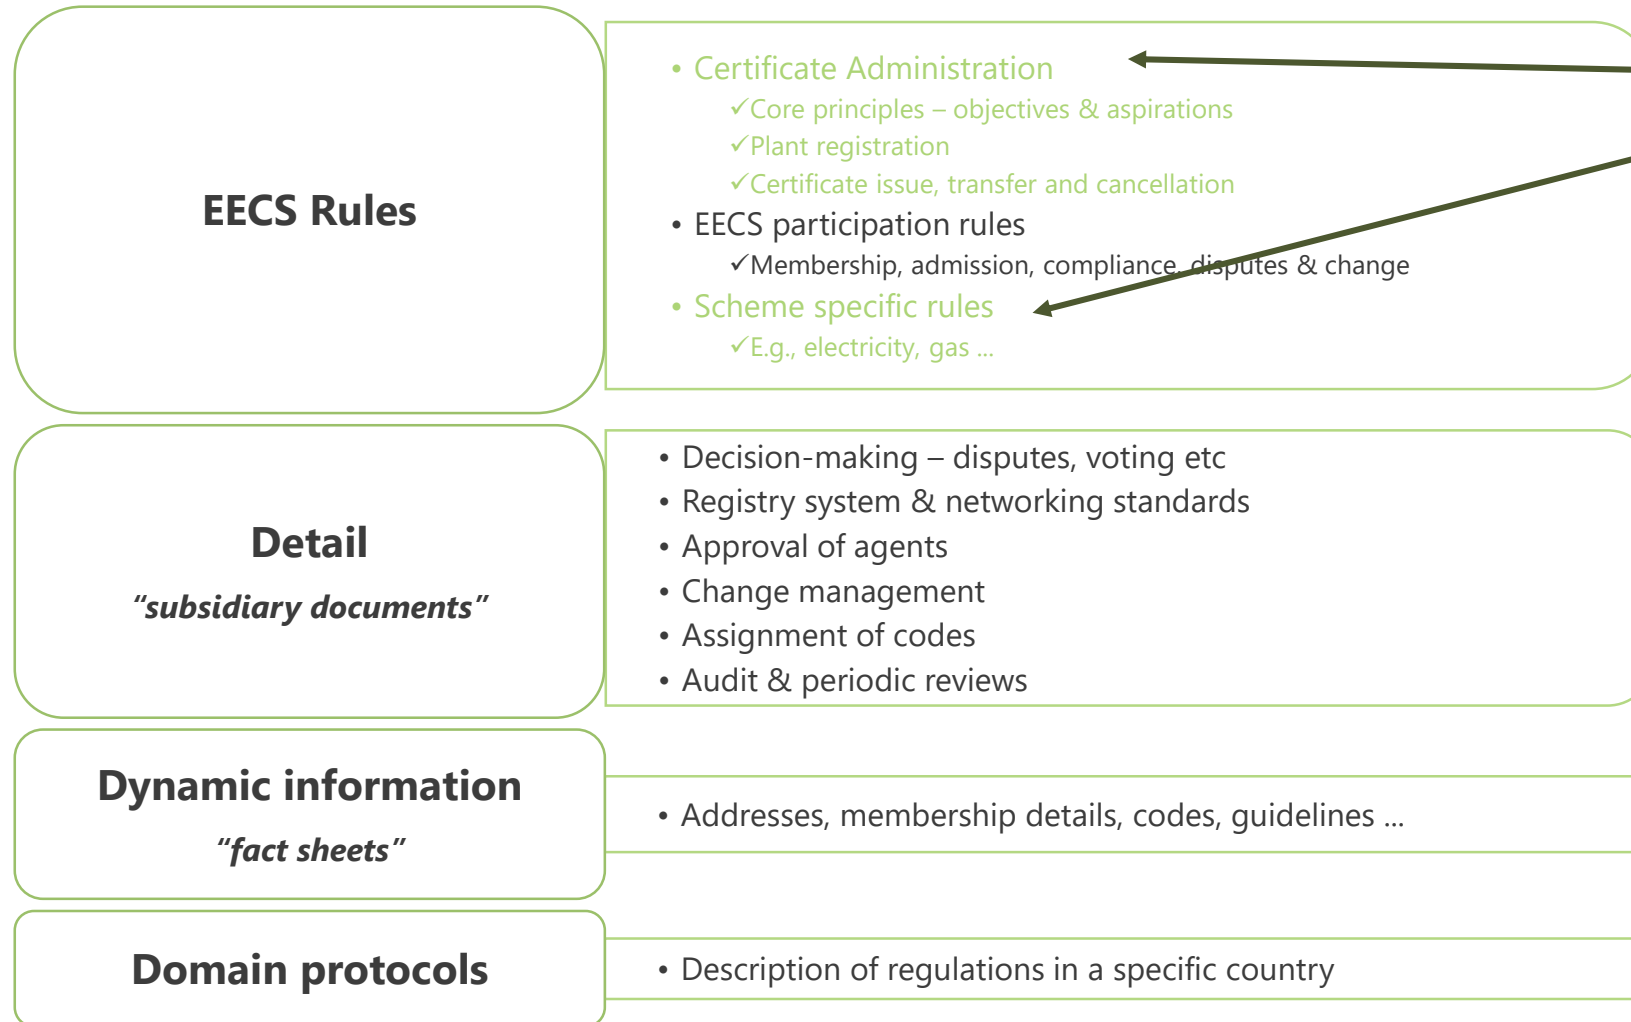 EECS Rules
• Certificate Administration
✓Core principles – objectives & aspirations
✓Plant registration
✓Certificate issue, transfer and cancellation
• EECS participation rules
✓Membership, admission, compliance, disputes & change
• Scheme specific rules
✓E.g., electricity, gas ...
Detail
“subsidiary documents”
• Decision-making – disputes, voting etc
• Registry system & networking standards
• Approval of agents
• Change management
• Assignment of codes
• Audit & periodic reviews
Dynamic information
“fact sheets”
• Addresses, membership details, codes, guidelines ...
Domain protocols
• Description of regulations in a specific country